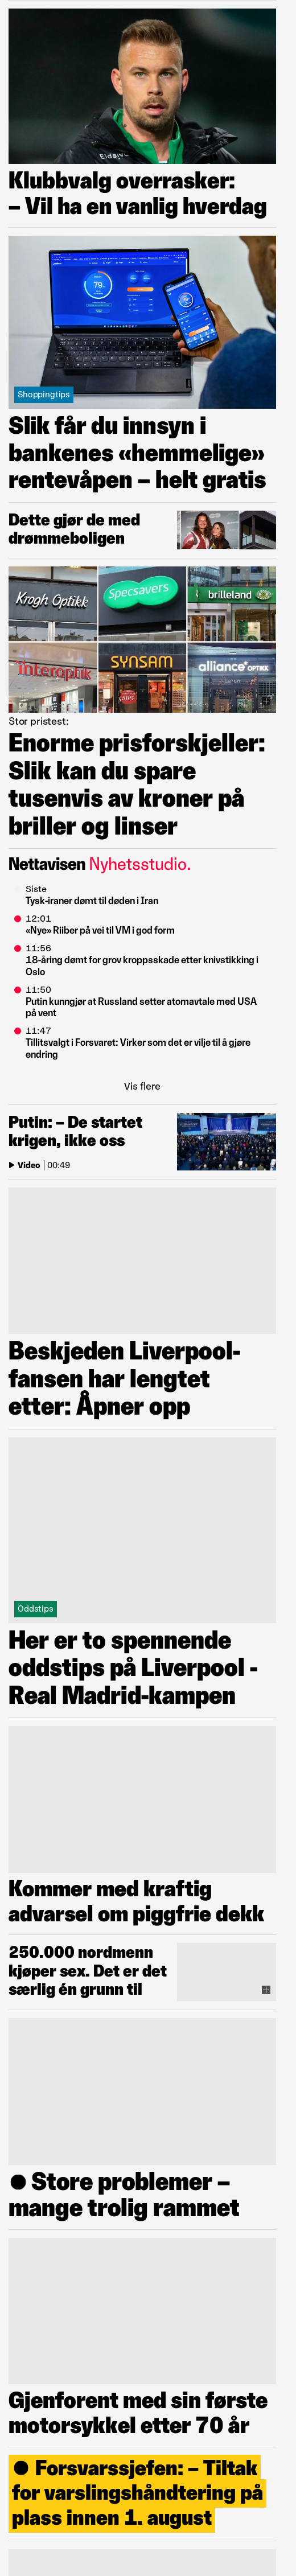 Klubbvalg overrasker:
– Vil ha en vanlig hverdag
Shoppingtips
Slik får du innsyn i
bankenes «hemmelige»
rentevåpen – helt gratis
Dette gjør de med
drømmeboligen
Krogh Optikk
Specsavers
brilleland
interoptik
SYNSAM
50%
alliance OPTIKK
Stor pristest:
Enorme prisforskjeller:
Slik kan du spare
tusenvis av kroner på
briller og linser
Nettavisen Nyhetsstudio.
Siste
Tysk-iraner dømt til døden i Iran
12:01
«Nye» Riiber på vei til VM i god form
11:56
18-åring dømt for grov kroppsskade etter knivstikking i
Oslo
11:50
Putin kunngjør at Russland setter atomavtale med USA
på vent
11:47
Tillitsvalgt i Forsvaret: Virker som det er vilje til å gjøre
endring
Vis flere
Putin: – De startet
krigen, ikke oss
Video | 00:49
Beskjeden Liverpool-
fansen har lengtet
etter: Åpner opp
Oddstips
Her er to spennende
oddstips på Liverpool -
Real Madrid-kampen
Kommer med kraftig
advarsel om piggfrie dekk
250.000 nordmenn
kjøper sex. Det er det
særlig én grunn til
Store problemer –
mange trolig rammet
Gjenforent med sin første
motorsykkel etter 70 år
Forsvarssjefen: – Tiltak
for varslingshåndtering på
plass innen 1. august